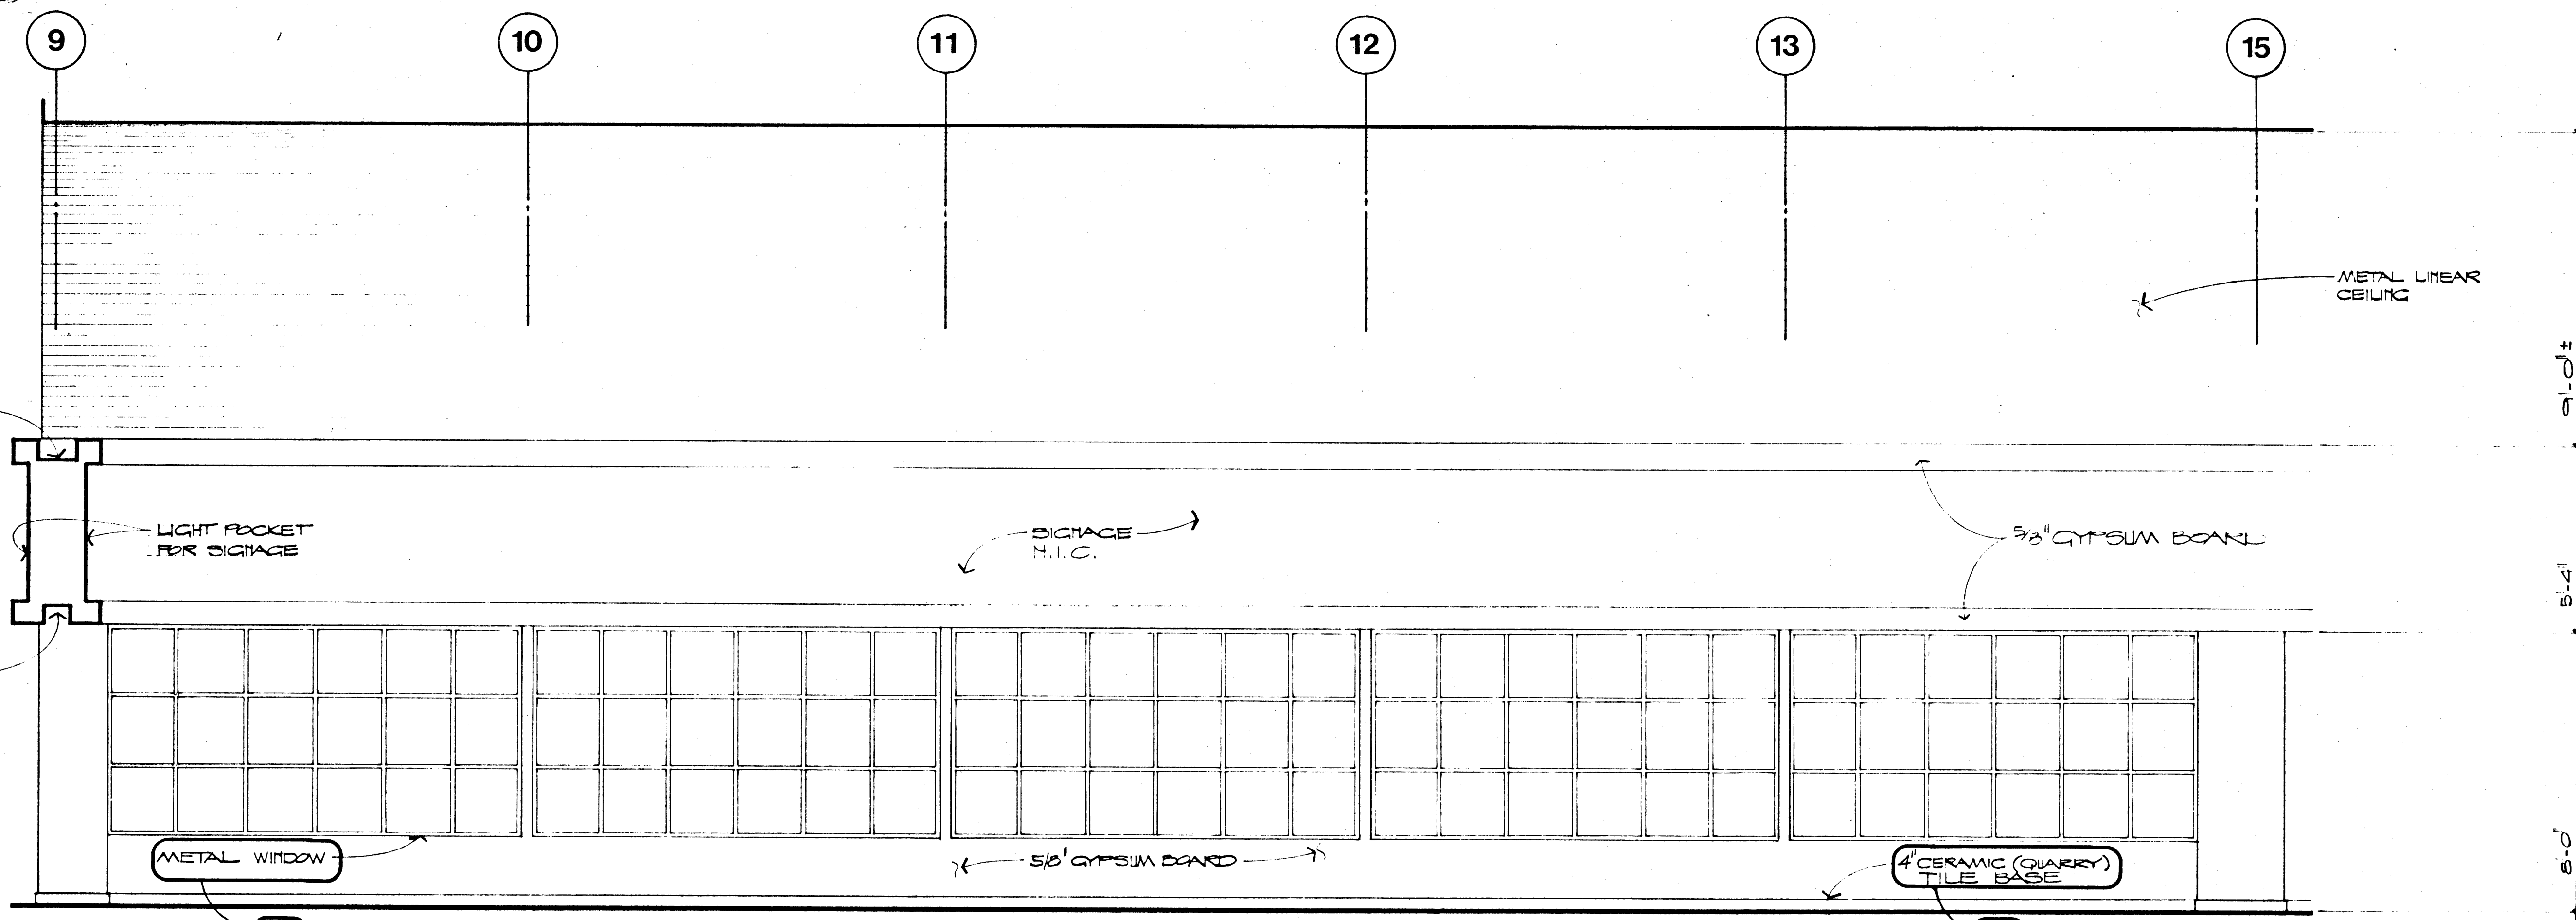 9
10
11
12
13
15
METAL LINEAR
CEILING
9'-0"±
LIGHT POCKET
FOR SIGNAGE
SIGNAGE
N.I.C.
5/8" GYPSUM BOARD
5'-4"
METAL WINDOW
5/8" GYPSUM BOARD
4" CERAMIC (QUARRY)
TILE BASE
8'-0"